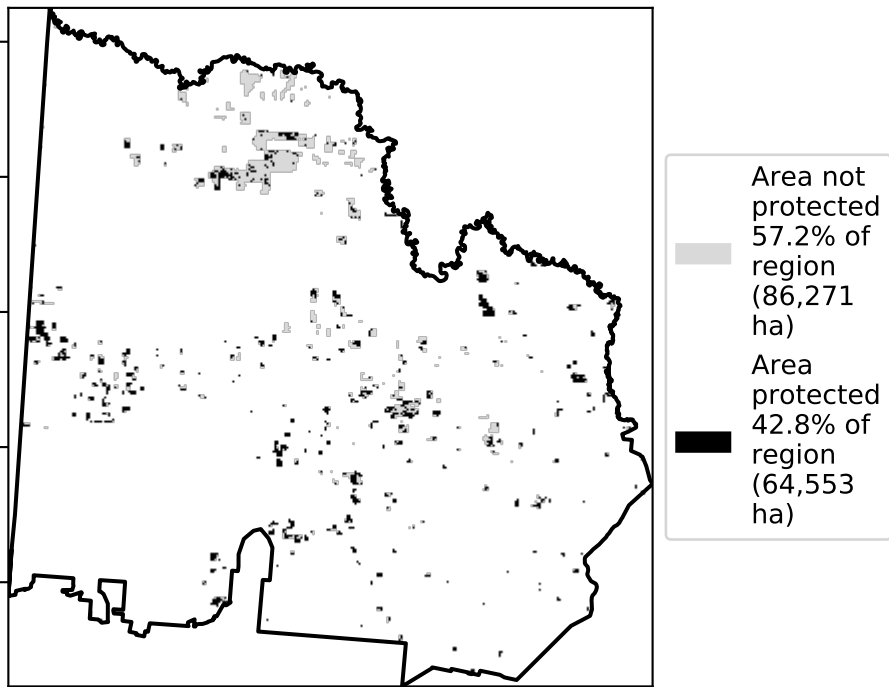 Area not
protected
57.2% of
region
(86,271
ha)
Area
protected
42.8% of
region
(64,553
ha)